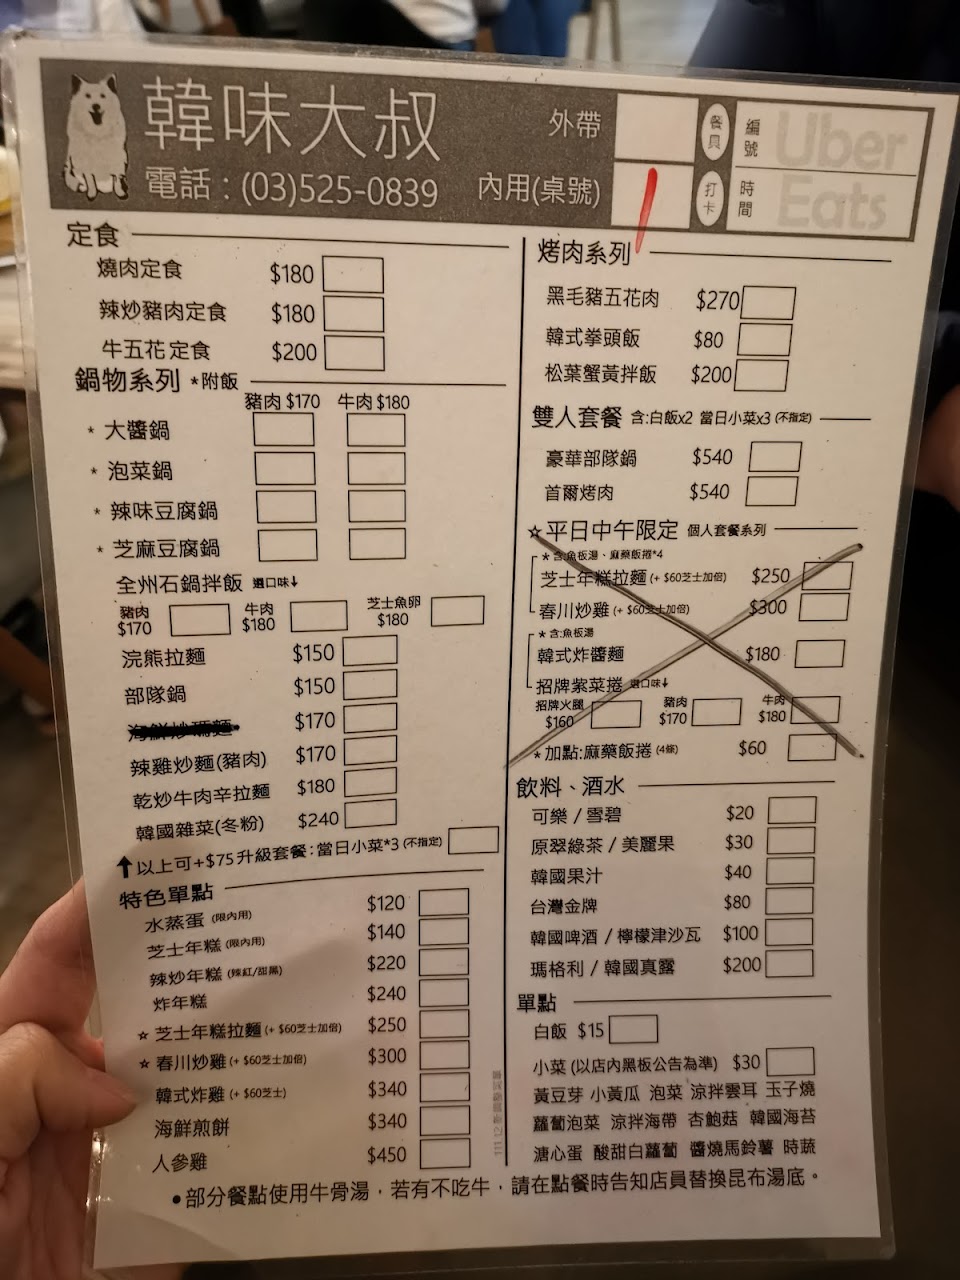 韓味大叔
電話：(03)525-0839
外帶
內用(桌號)
餐具
打卡
編號
時間
Uber Eats
定食
燒肉定食 $180
辣炒豬肉定食 $180
牛五花定食 $200
鍋物系列 *附飯
豬肉 $170 牛肉 $180
* 大醬鍋
* 泡菜鍋
* 辣味豆腐鍋
* 芝麻豆腐鍋
全州石鍋拌飯 選口味↓
豬肉 $170 牛肉 $180 芝士魚卵 $180
浣熊拉麵 $150
部隊鍋 $150
$170
辣雞炒麵(豬肉) $170
乾炒牛肉辛拉麵 $180
韓國雜菜(冬粉) $240
↑以上可+$75升級套餐:當日小菜*3 (不指定)
特色單點
水蒸蛋 (限內用) $120
芝士年糕 (限內用) $140
辣炒年糕 (辣紅/甜黑) $220
炸年糕 $240
☆ 芝士年糕拉麵 (+ $60芝士加倍) $250
☆ 春川炒雞 (+ $60芝士加倍) $300
韓式炸雞 (+ $60芝士) $340
海鮮煎餅 $340
人參雞 $450
烤肉系列
黑毛豬五花肉 $270
韓式拳頭飯 $80
松葉蟹黃拌飯 $200
雙人套餐 含:白飯x2 當日小菜x3 (不指定)
豪華部隊鍋 $540
首爾烤肉 $540
☆平日中午限定 個人套餐系列
* 含:魚板湯、麻藥飯捲*4
芝士年糕拉麵 (+ $60芝士加倍) $250
春川炒雞 (+ $60芝士加倍) $300
* 含:魚板湯
韓式炸醬麵 $180
招牌紫菜捲 選口味↓
招牌火腿 $160 豬肉 $170 牛肉 $180
* 加點:麻藥飯捲 (4條) $60
飲料、酒水
可樂 / 雪碧 $20
原翠綠茶 / 美麗果 $30
韓國果汁 $40
台灣金牌 $80
韓國啤酒 / 檸檬津沙瓦 $100
瑪格利 / 韓國真露 $200
單點
白飯 $15
小菜 (以店內黑板公告為準) $30
黃豆芽 小黃瓜 泡菜 涼拌雲耳 玉子燒
蘿蔔泡菜 涼拌海帶 杏鮑菇 韓國海苔
溏心蛋 酸甜白蘿蔔 醬燒馬鈴薯 時蔬
•部分餐點使用牛骨湯，若有不吃牛，請在點餐時告知店員替換昆布湯底。